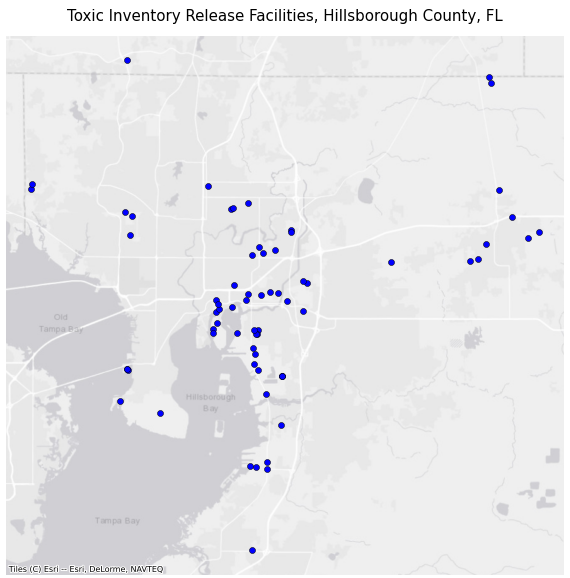 Toxic Inventory Release Facilities, Hillsborough County, FL
Old
Tampa Bay
Hillsborough
Bay
Tampa Bay
Tiles (C) Esri -- Esri, DeLorme, NAVTEQ